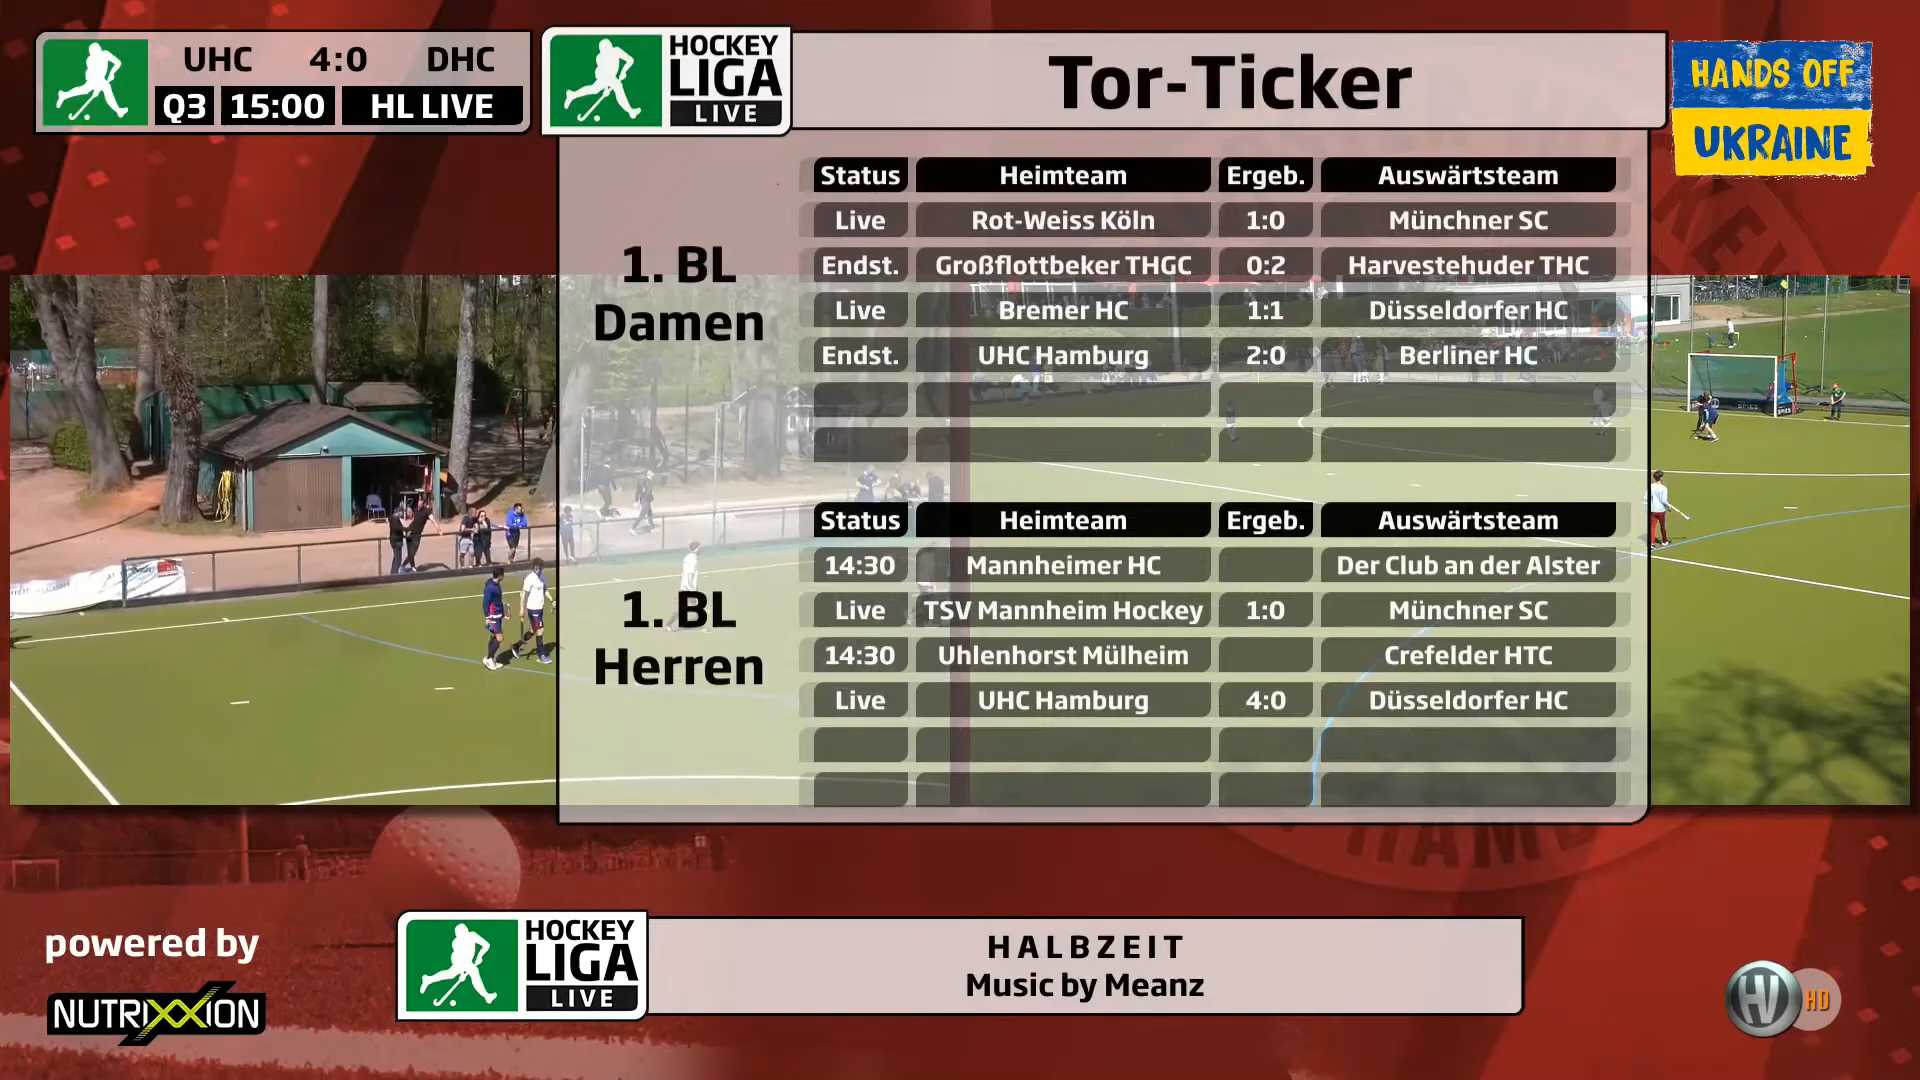 UHC 4:0 DHC
Q3 15:00 HL LIVE
HOCKEY
LIGA
LIVE
Tor-Ticker
HANDS OFF
UKRAINE
1. BL
Damen
Status Heimteam Ergeb. Auswärtsteam
Live Rot-Weiss Köln 1:0 Münchner SC
Endst. Großflottbeker THGC 0:2 Harvestehuder THC
Live Bremer HC 1:1 Düsseldorfer HC
Endst. UHC Hamburg 2:0 Berliner HC
1. BL
Herren
Status Heimteam Ergeb. Auswärtsteam
14:30 Mannheimer HC Der Club an der Alster
Live TSV Mannheim Hockey 1:0 Münchner SC
14:30 Uhlenhorst Mülheim Crefelder HTC
Live UHC Hamburg 4:0 Düsseldorfer HC
powered by
NUTRIXXION
HOCKEY
LIGA
LIVE
HALBZEIT
Music by Meanz
HV HD